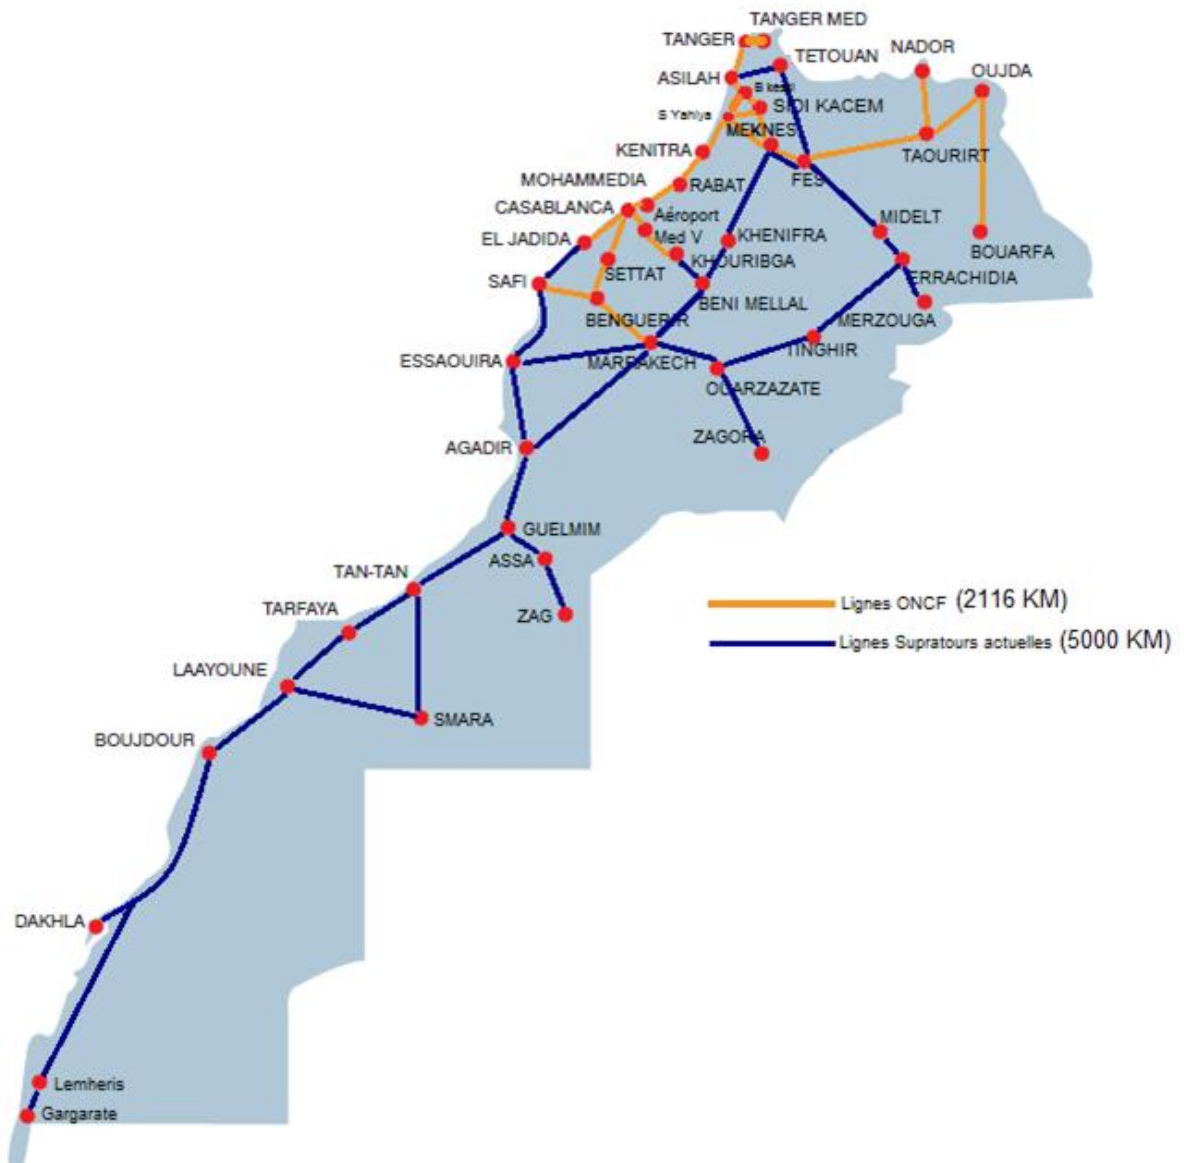 TANGER MED
TANGER
TETOUAN
NADOR
OUJDA
ASILAH
SIDI KACEM
S Yahiya
MEKNES
KENITRA
TAOURIRT
FES
MOHAMMEDIA
RABAT
CASABLANCA
Aéroport
Med V
MIDELT
EL JADIDA
KHENIFRA
BOUARFA
KHOURIBGA
SETTAT
ERRACHIDIA
SAFI
BENI MELLAL
BENGUERIR
MERZOUGA
TINGHIR
ESSAOUIRA
MARRAKECH
OUARZAZATE
ZAGORA
AGADIR
GUELMIM
ASSA
TAN-TAN
TARFAYA
ZAG
Lignes ONCF (2116 KM)
Lignes Supratours actuelles (5000 KM)
LAAYOUNE
SMARA
BOUJDOUR
DAKHLA
Lemheris
Gargarate